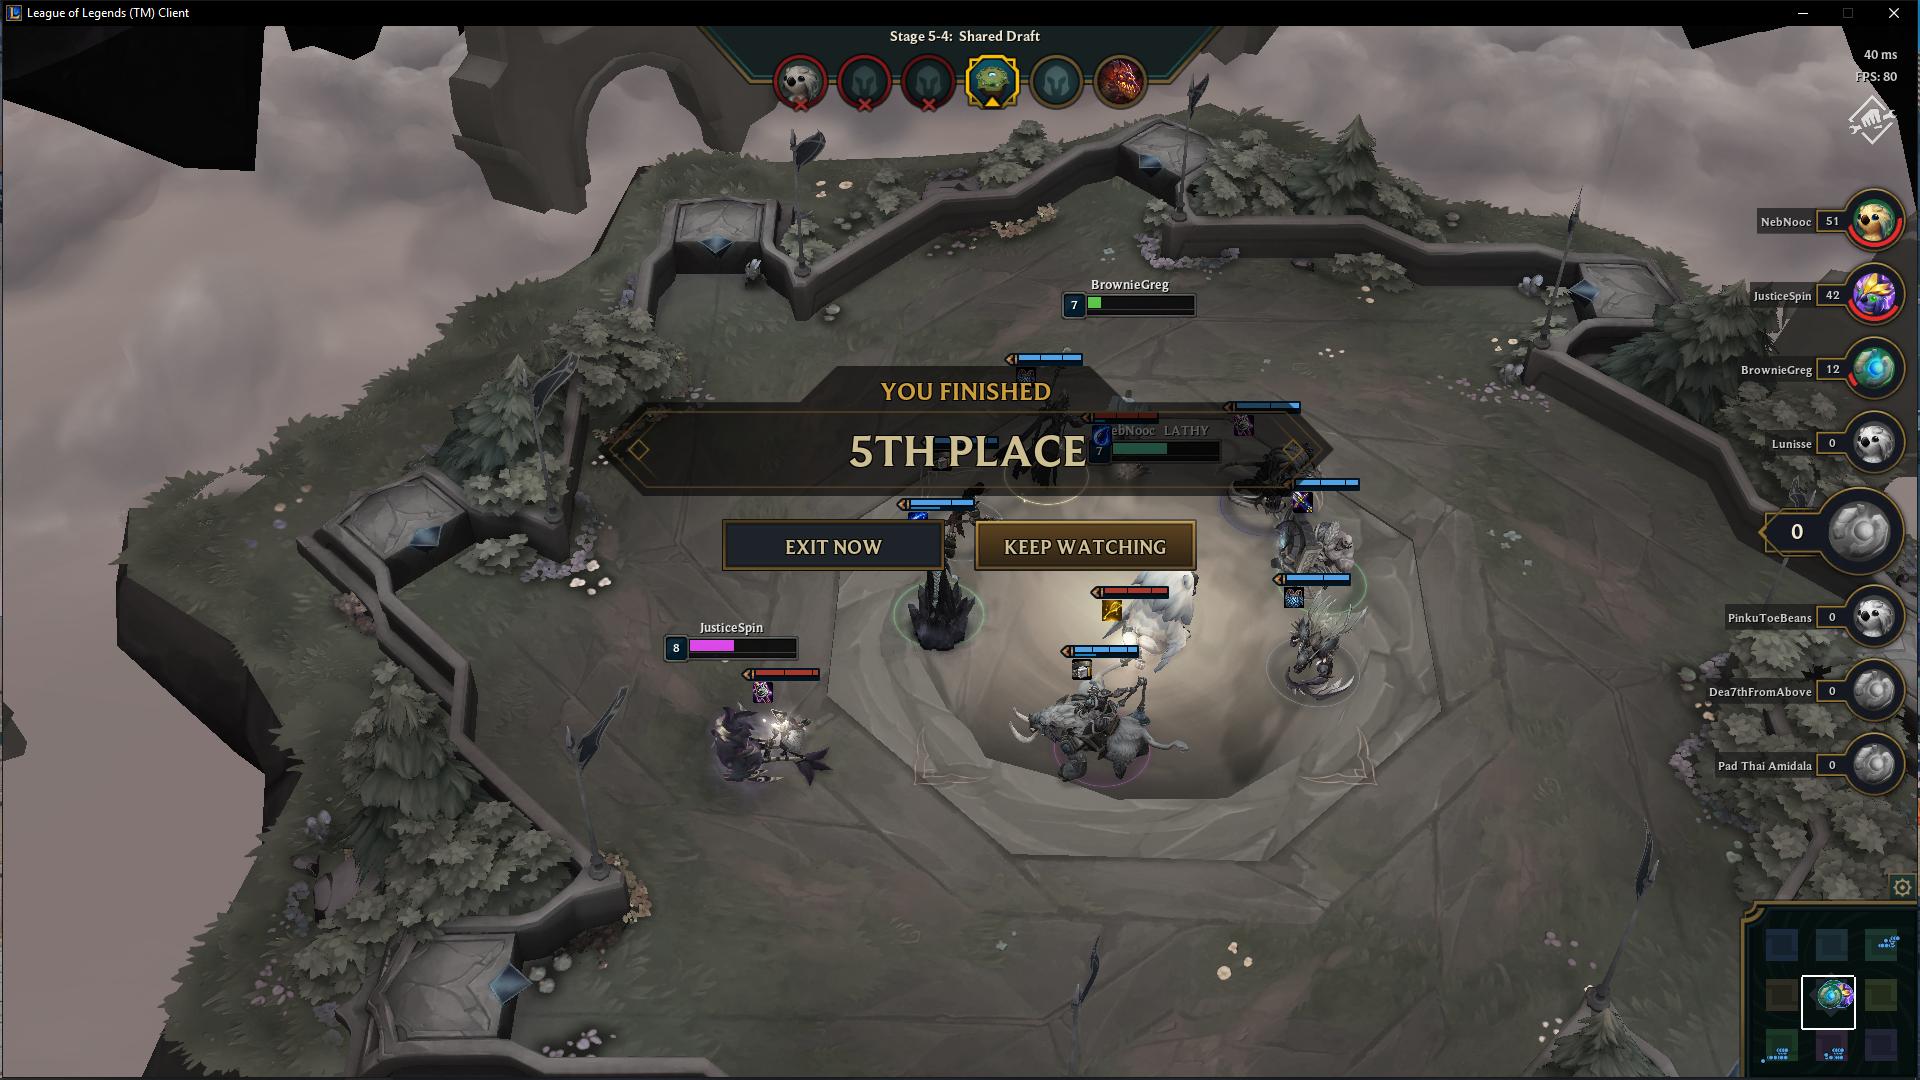 League of Legends (TM) Client
Stage 5-4: Shared Draft
40 ms
FPS: 80
NebNooc 51
JusticeSpin 42
BrownieGreg
7
BrownieGreg 12
YOU FINISHED
LATHY
Lunisse 0
5TH PLACE
7
0
EXIT NOW
KEEP WATCHING
PinkuToeBeans 0
JusticeSpin
8
Dea7thFromAbove 0
Pad Thai Amidala 0